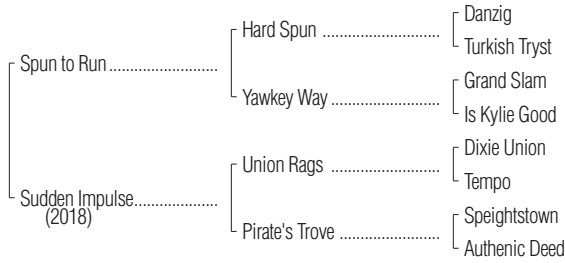 Danzig
Hard Spun
Turkish Tryst
Spun to Run
Grand Slam
Yawkey Way
Is Kylie Good
Dixie Union
Union Rags
Tempo
Sudden Impulse
(2018)
Speightstown
Pirate's Trove
Authenic Deed